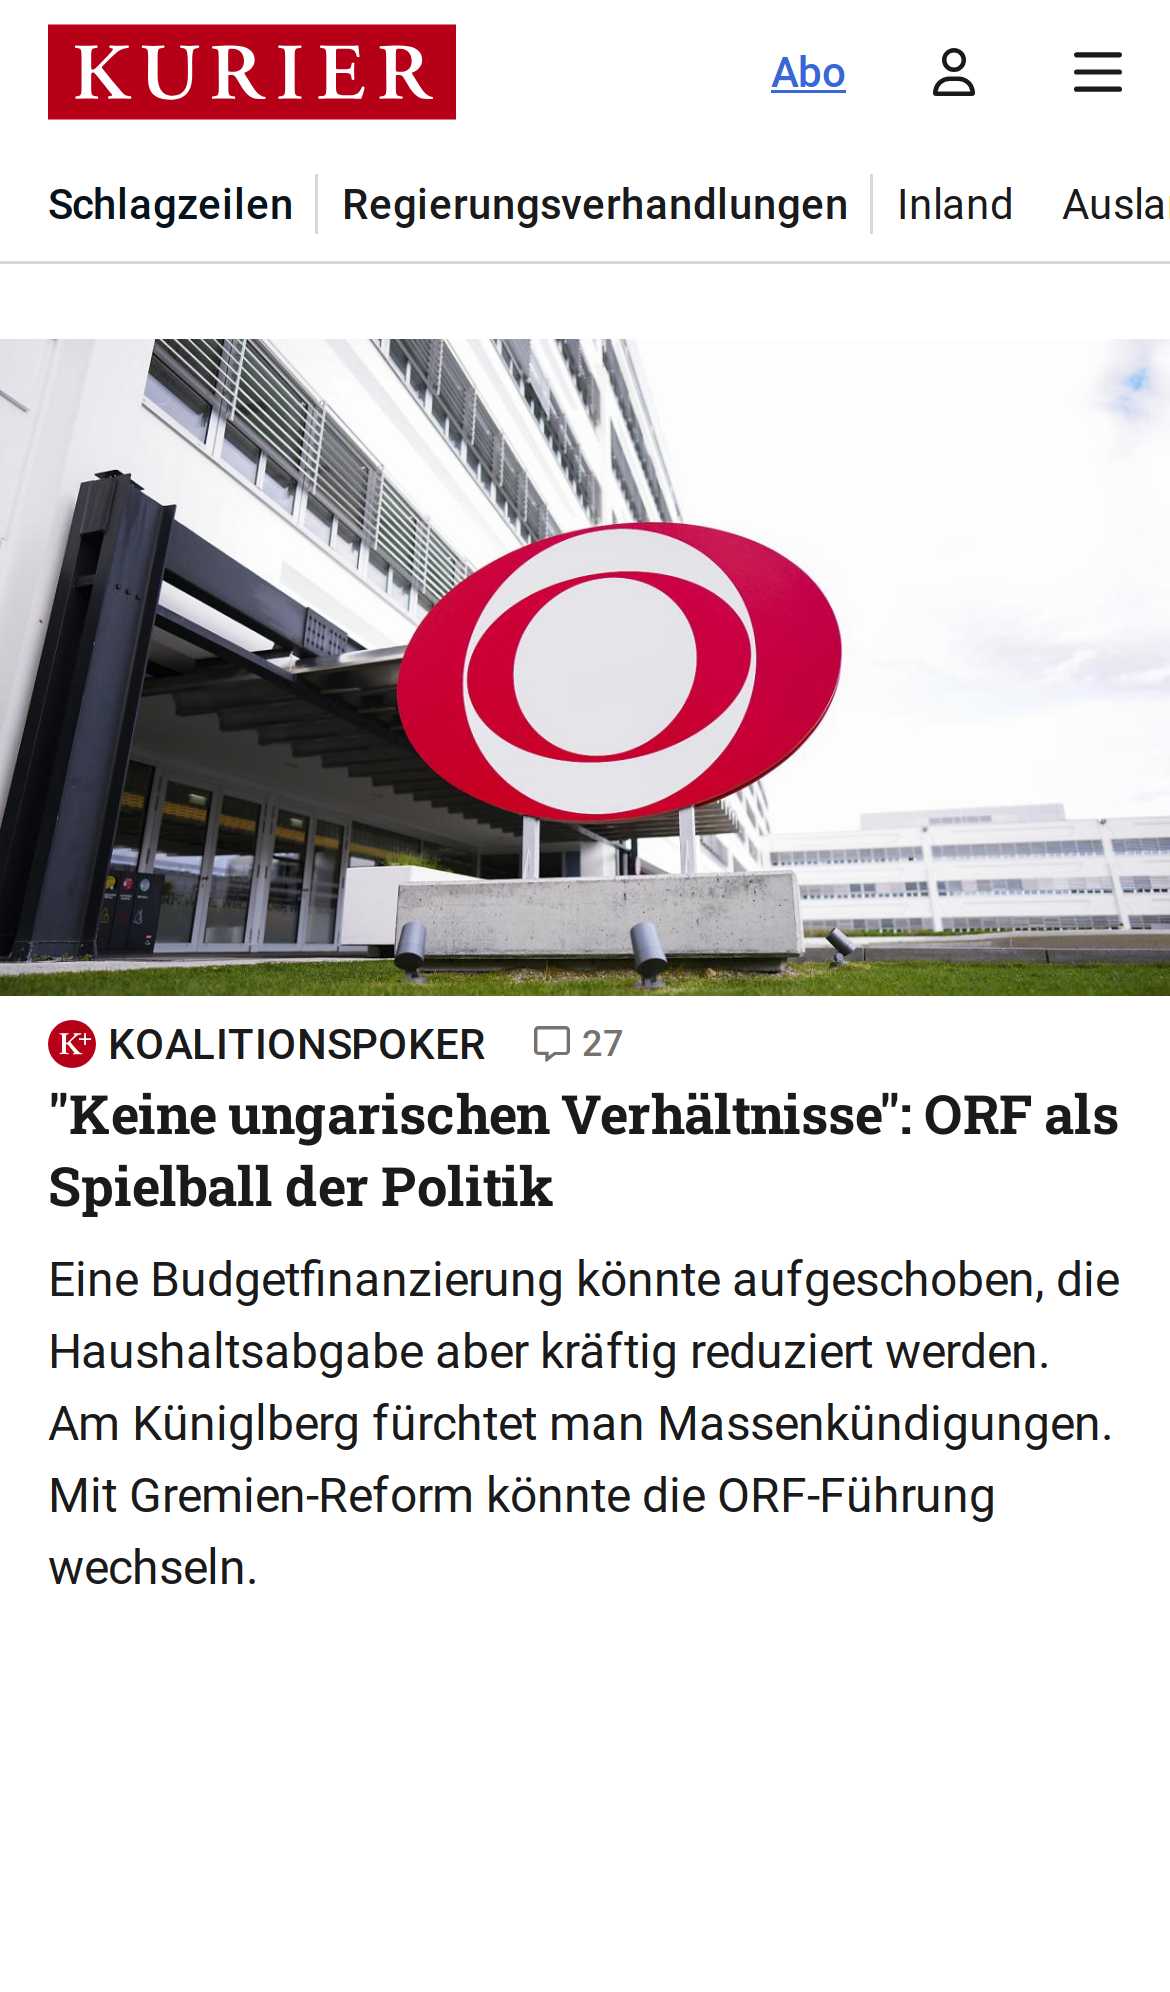 KURIER
Abo
Schlagzeilen
Regierungsverhandlungen
Inland
Ausla
K+ KOALITIONSPOKER
27
"Keine ungarischen Verhältnisse": ORF als
Spielball der Politik
Eine Budgetfinanzierung könnte aufgeschoben, die
Haushaltsabgabe aber kräftig reduziert werden.
Am Küniglberg fürchtet man Massenkündigungen.
Mit Gremien-Reform könnte die ORF-Führung
wechseln.